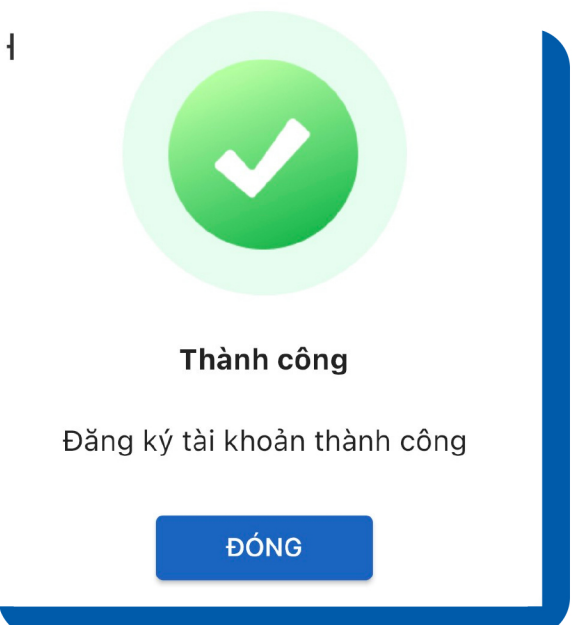 H
Thành công
Đăng ký tài khoản thành công
ĐÓNG